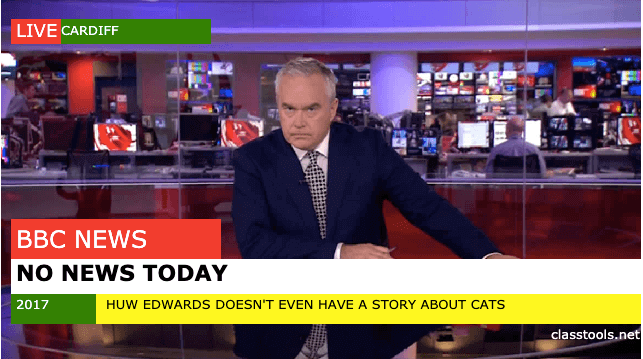 LIVE CARDIFF
BBC NEWS
NO NEWS TODAY
2017 HUW EDWARDS DOESN'T EVEN HAVE A STORY ABOUT CATS
classtools.net